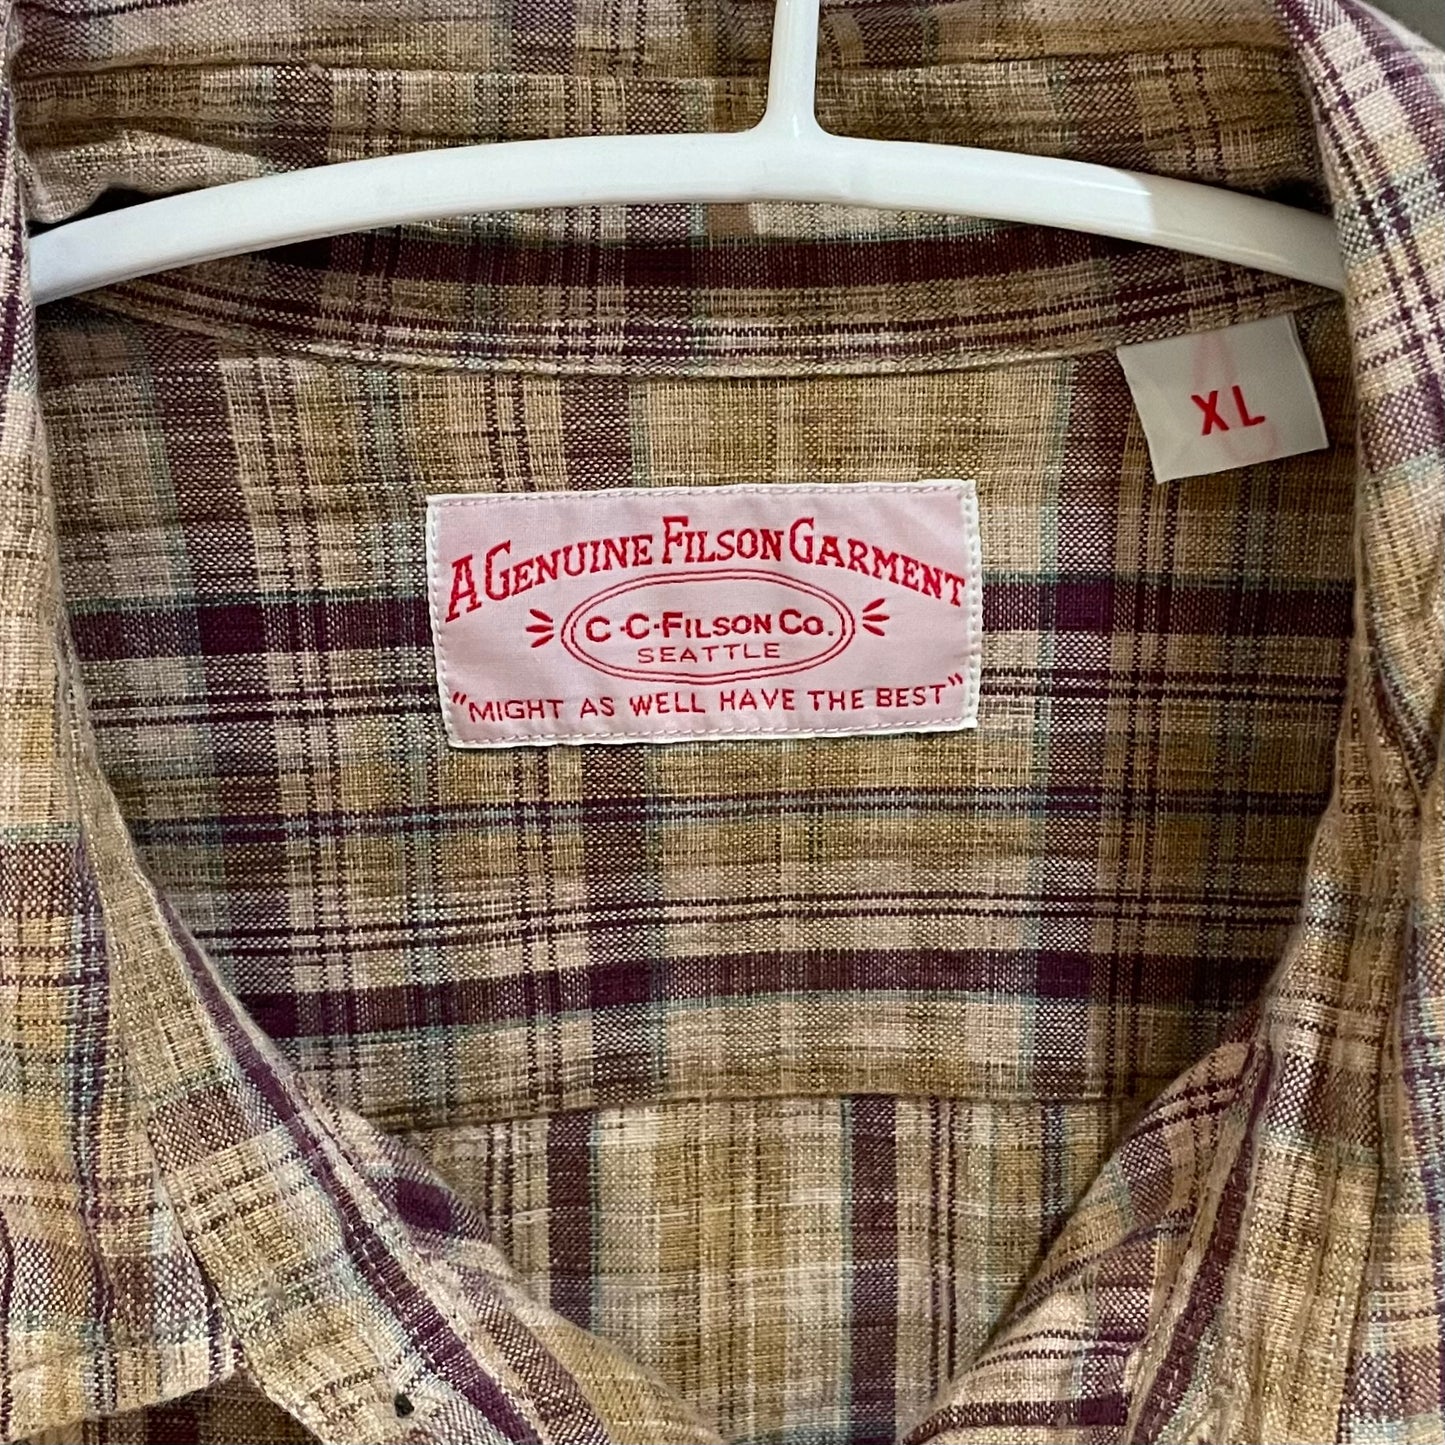 XL
A GENUINE FILSON GARMENT
C·C·FILSON CO.
SEATTLE
"MIGHT AS WELL HAVE THE BEST"